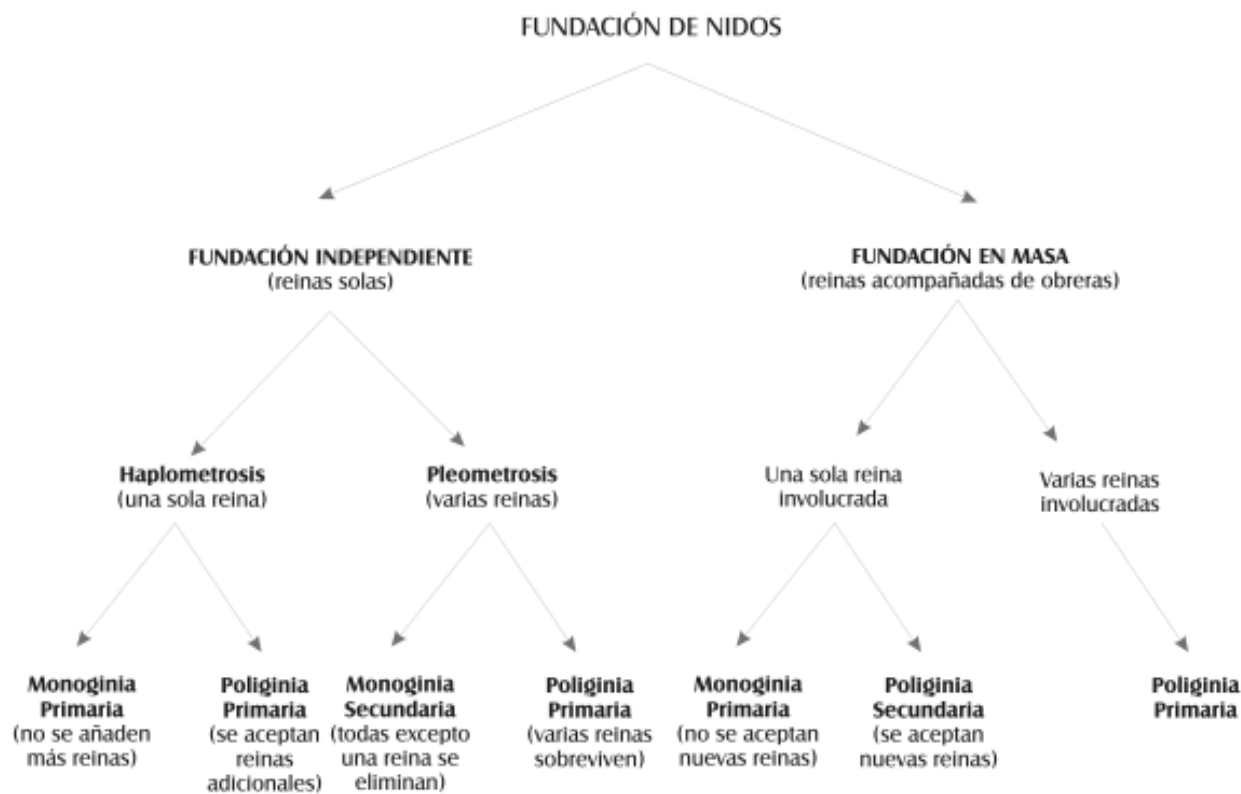 FUNDACIÓN DE NIDOS
FUNDACIÓN INDEPENDIENTE
(reinas solas)
FUNDACIÓN EN MASA
(reinas acompañadas de obreras)
Haplometrosis
(una sola reina)
Pleometrosis
(varias reinas)
Una sola reina
involucrada
Varias reinas
involucradas
Monoginia
Primaria
(no se añaden
más reinas)
Poliginia
Primaria
(se aceptan
reinas
adicionales)
Monoginia
Secundaria
(todas excepto
una reina se
eliminan)
Poliginia
Primaria
(varias reinas
sobreviven)
Monoginia
Primaria
(no se aceptan
nuevas reinas)
Poliginia
Secundaria
(se aceptan
nuevas reinas)
Poliginia
Primaria